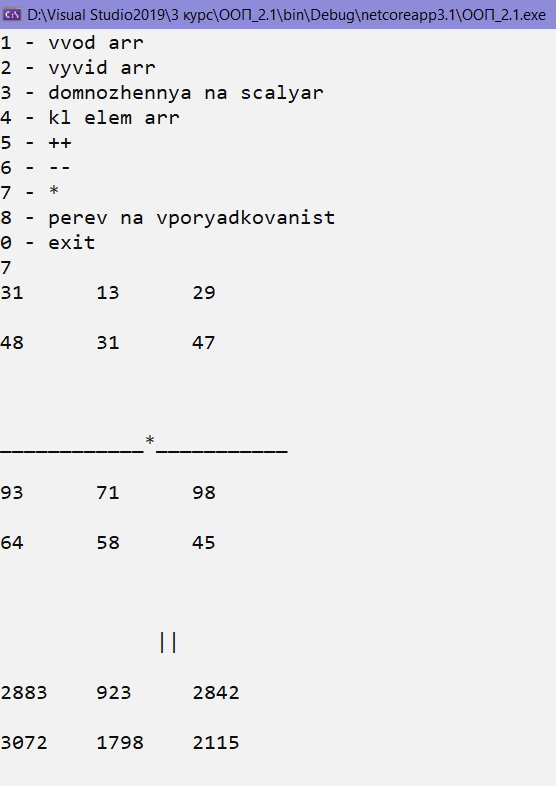 D:\Visual Studio2019\3 курс\ООП_2.1\bin\Debug\netcoreapp3.1\ООП_2.1.exe
1 - vvod arr
2 - vyvid arr
3 - domnozhennya na scalyar
4 - kl elem arr
5 - ++
6 - --
7 - *
8 - perev na vporyadkovanist
0 - exit
7
31 13 29
48 31 47
____________*___________
93 71 98
64 58 45
||
2883 923 2842
3072 1798 2115